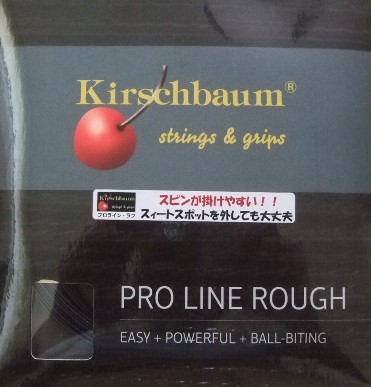 Kirschbaum®
strings & grips
Kirschbaum
strings & grips
プロライン・ラフ
スピンが掛けやすい！！
スィートスポットを外しても大丈夫
PRO LINE ROUGH
EASY + POWERFUL + BALL-BITING